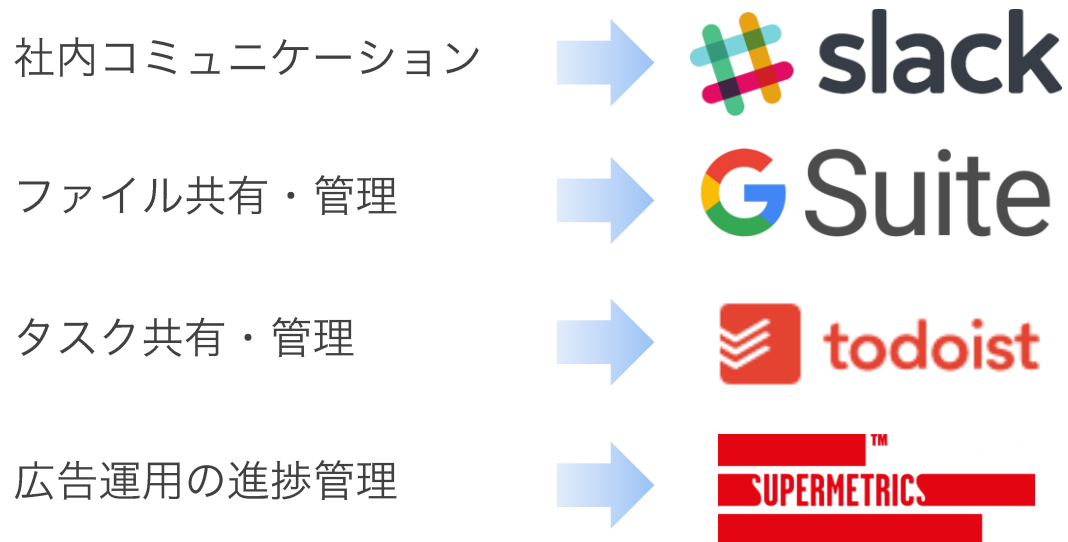 社内コミュニケーション
slack
ファイル共有・管理
G Suite
タスク共有・管理
todoist
広告運用の進捗管理
SUPERMETRICS™